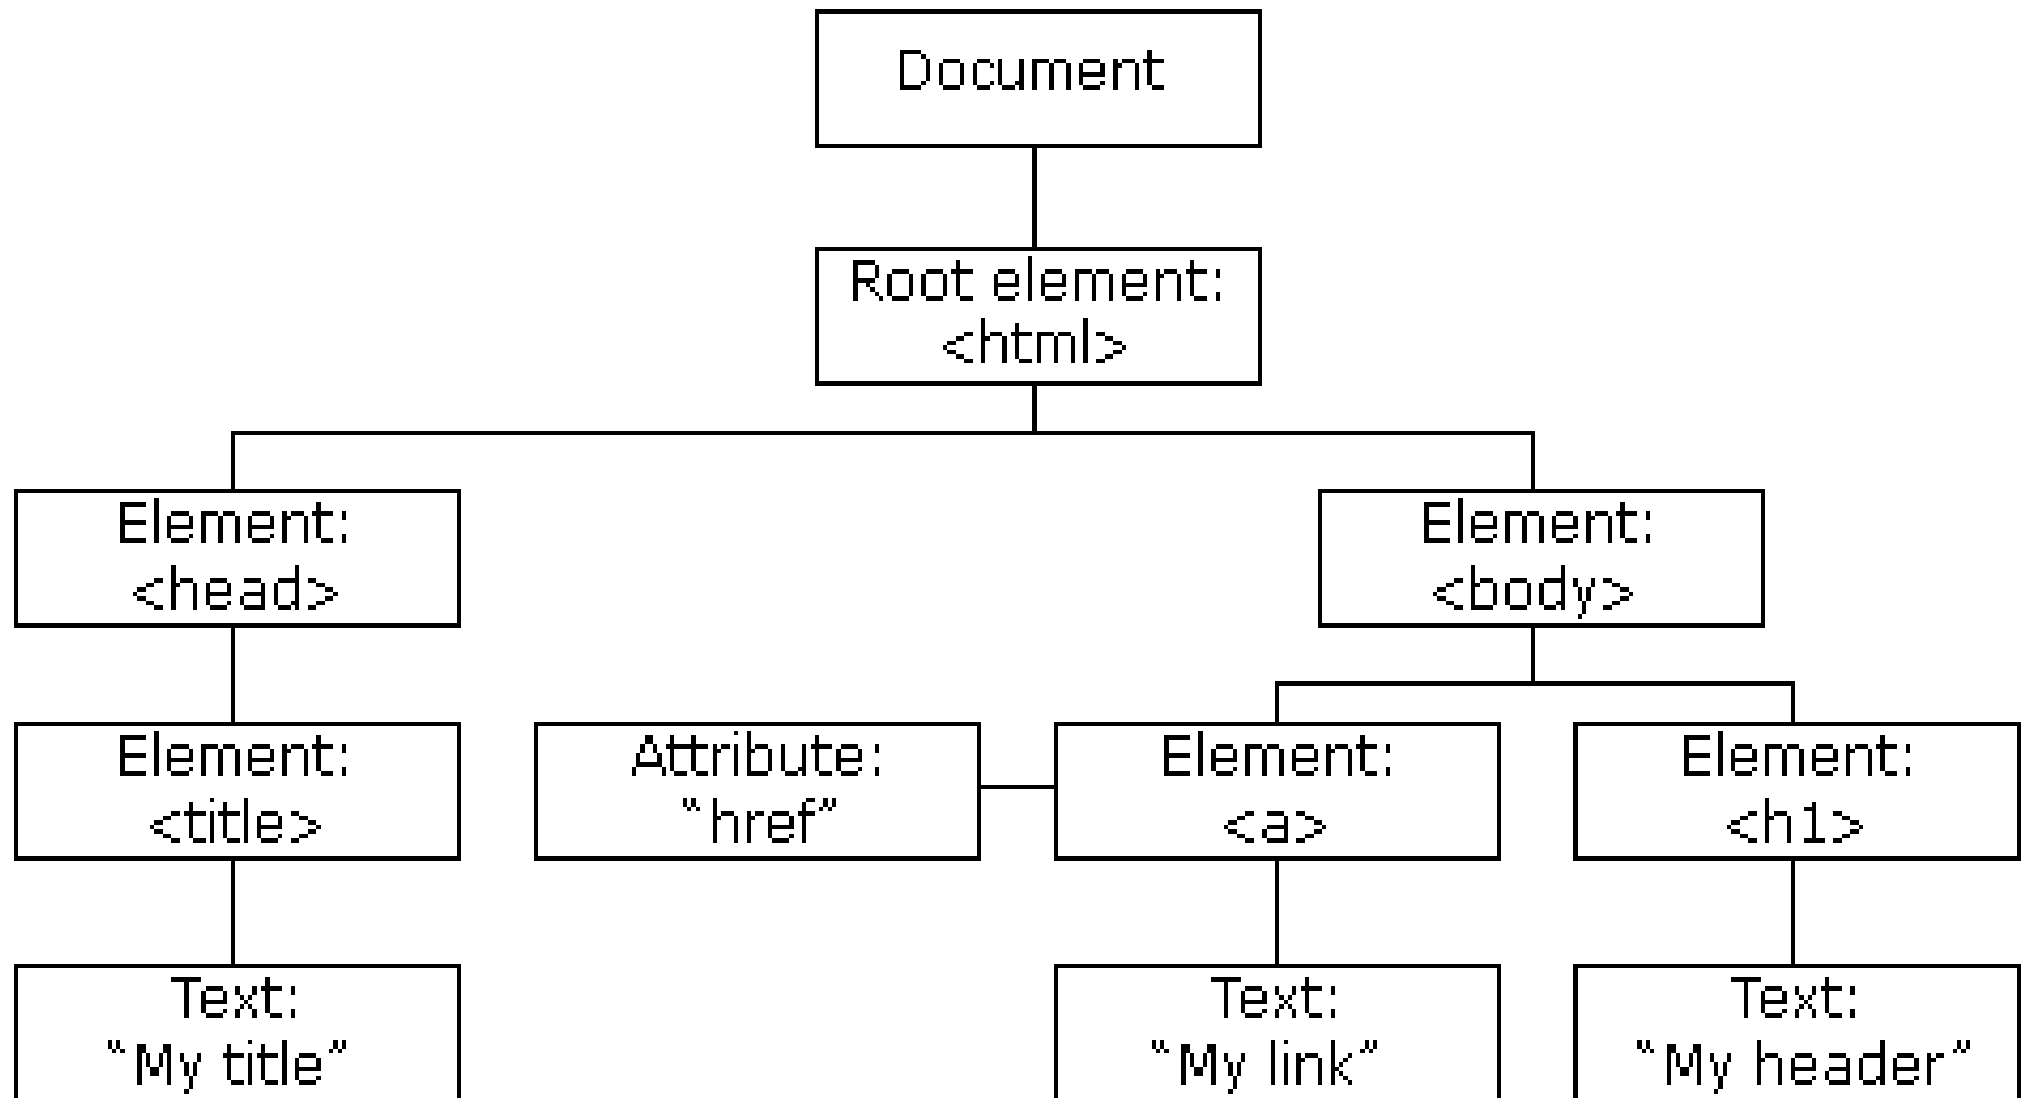 Document
Root element:
<html>
Element:
<head>
Element:
<body>
Element:
<title>
Attribute:
“href”
Element:
<a>
Element:
<h1>
Text:
“My title”
Text:
“My link”
Text:
“My header”